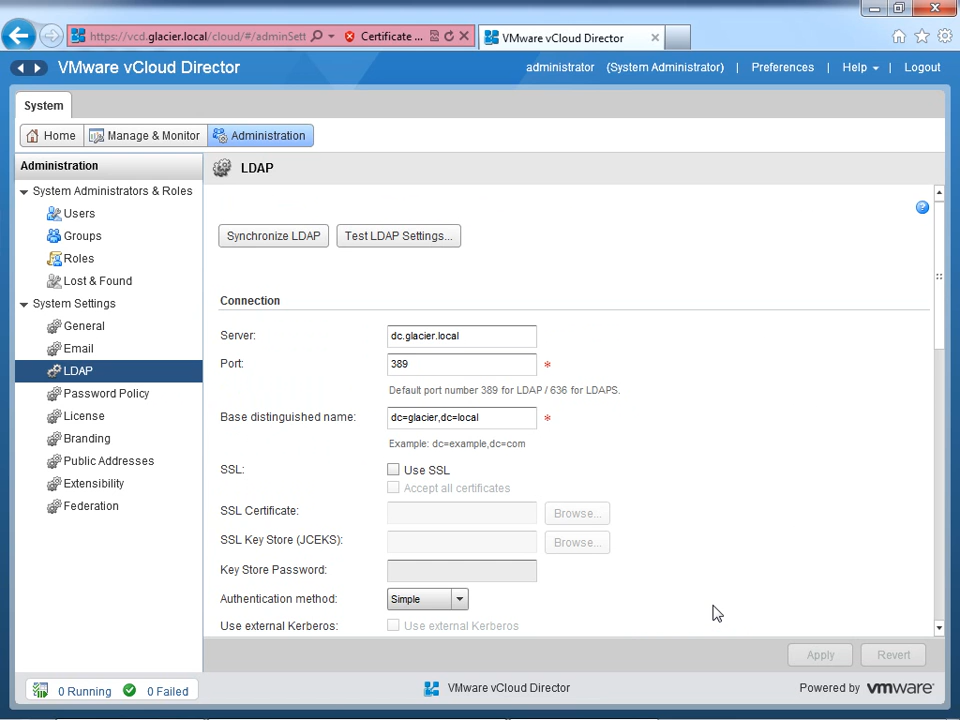 https://vcd.glacier.local/cloud/#/adminSett
Certificate ...
VMware vCloud Director
VMware vCloud Director
administrator (System Administrator) | Preferences | Help | Logout
System
Home
Manage & Monitor
Administration
Administration
System Administrators & Roles
Users
Groups
Roles
Lost & Found
System Settings
General
Email
LDAP
Password Policy
License
Branding
Public Addresses
Extensibility
Federation
LDAP
Synchronize LDAP
Test LDAP Settings...
Connection
Server: dc.glacier.local
Port: 389 *
Default port number 389 for LDAP / 636 for LDAPS.
Base distinguished name: dc=glacier,dc=local *
Example: dc=example,dc=com
SSL: Use SSL
Accept all certificates
SSL Certificate: Browse...
SSL Key Store (JCEKS): Browse...
Key Store Password:
Authentication method: Simple
Use external Kerberos: Use external Kerberos
Apply
Revert
0 Running 0 Failed
VMware vCloud Director
Powered by vmware